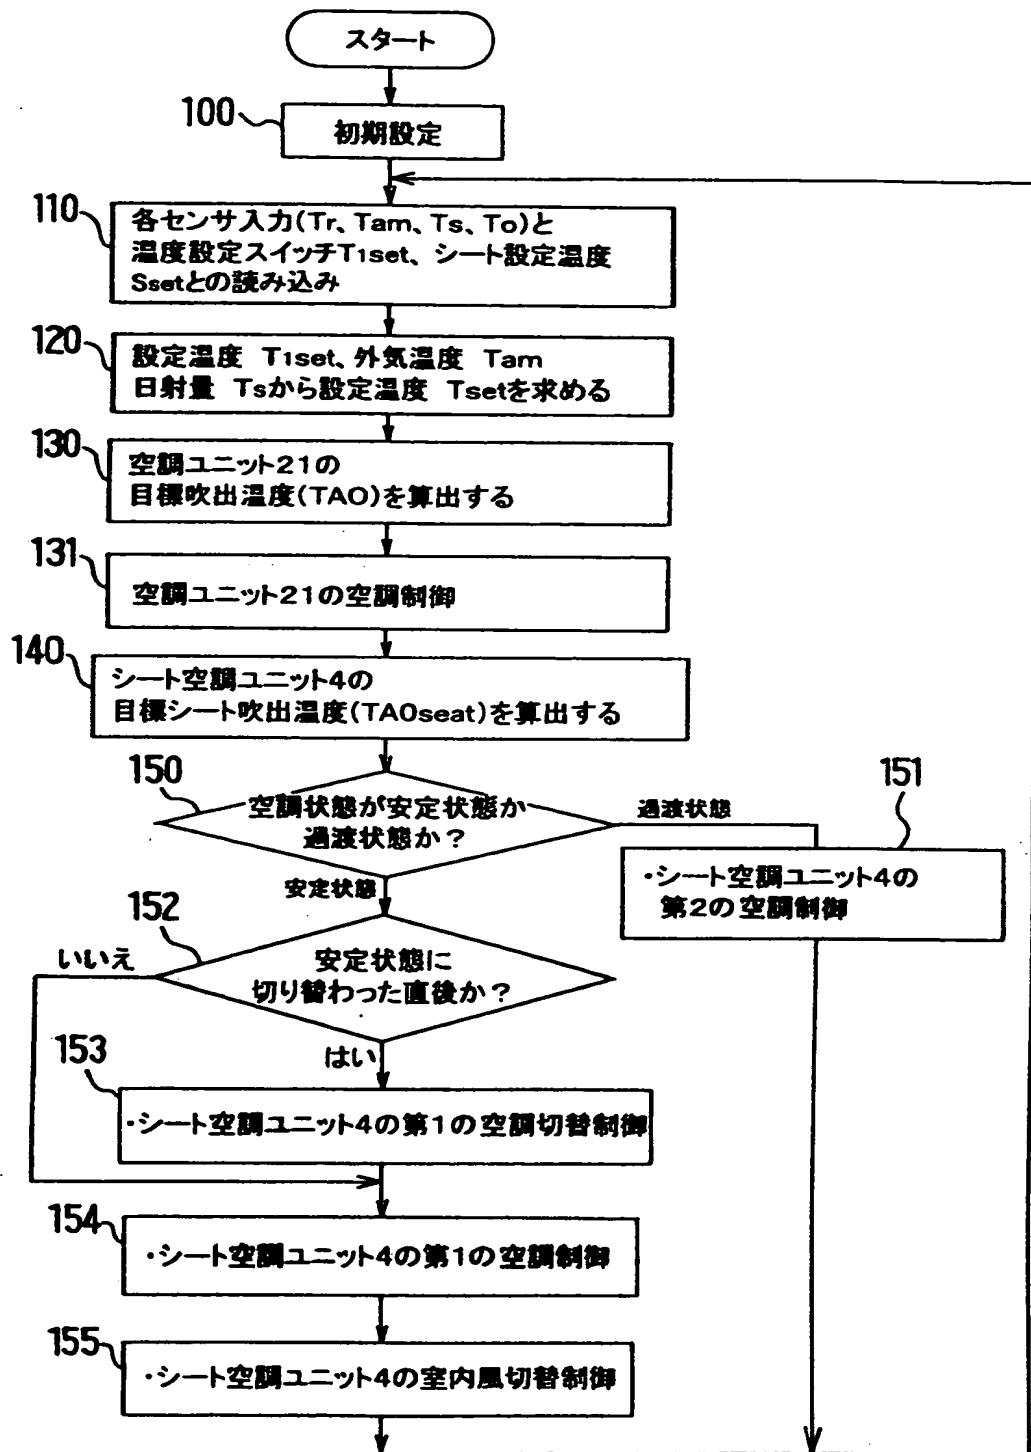 スタート
100
初期設定
110
各センサ入力(Tr、Tam、Ts、To)と
温度設定スイッチT1set、シート設定温度
Ssetとの読み込み
120
設定温度 T1set、外気温度 Tam
日射量 Tsから設定温度 Tsetを求める
130
空調ユニット21の
目標吹出温度(TAO)を算出する
131
空調ユニット21の空調制御
140
シート空調ユニット4の
目標シート吹出温度(TAOseat)を算出する
150
空調状態が安定状態か
過渡状態か？
過渡状態
151
・シート空調ユニット4の
第2の空調制御
安定状態
152
安定状態に
切り替わった直後か？
いいえ
はい
153
・シート空調ユニット4の第1の空調切替制御
154
・シート空調ユニット4の第1の空調制御
155
・シート空調ユニット4の室内風切替制御